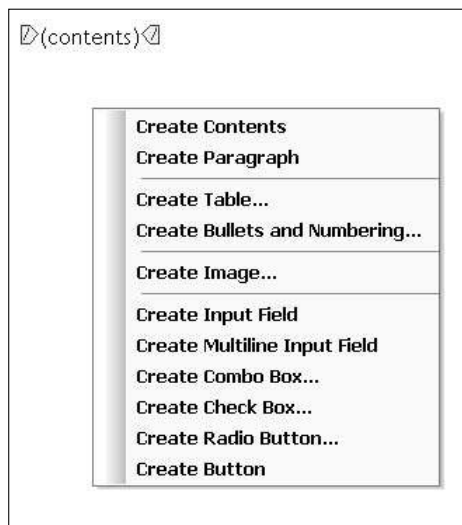 (contents)
Create Contents
Create Paragraph
Create Table...
Create Bullets and Numbering...
Create Image...
Create Input Field
Create Multiline Input Field
Create Combo Box...
Create Check Box...
Create Radio Button...
Create Button